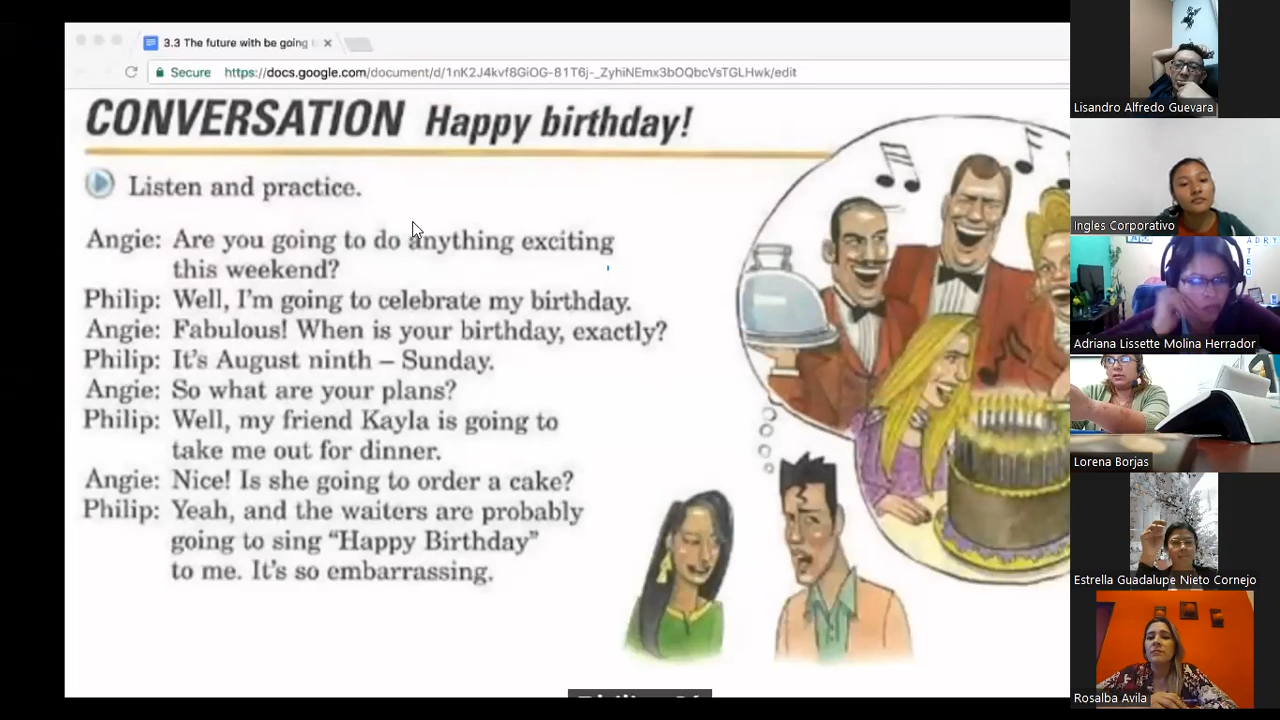 3.3 The future with be going t
Secure https://docs.google.com/document/d/1nK2J4kvf8GiOG-81T6j-_ZyhiNEmx3bOQbcVsTGLHwk/edit
CONVERSATION Happy birthday!
Listen and practice.
Angie: Are you going to do anything exciting
this weekend?
Philip: Well, I'm going to celebrate my birthday.
Angie: Fabulous! When is your birthday, exactly?
Philip: It's August ninth – Sunday.
Angie: So what are your plans?
Philip: Well, my friend Kayla is going to
take me out for dinner.
Angie: Nice! Is she going to order a cake?
Philip: Yeah, and the waiters are probably
going to sing “Happy Birthday”
to me. It's so embarrassing.
Lisandro Alfredo Guevara
Ingles Corporativo
Adriana Lissette Molina Herrador
Lorena Borjas
Estrella Guadalupe Nieto Cornejo
Rosalba Avila